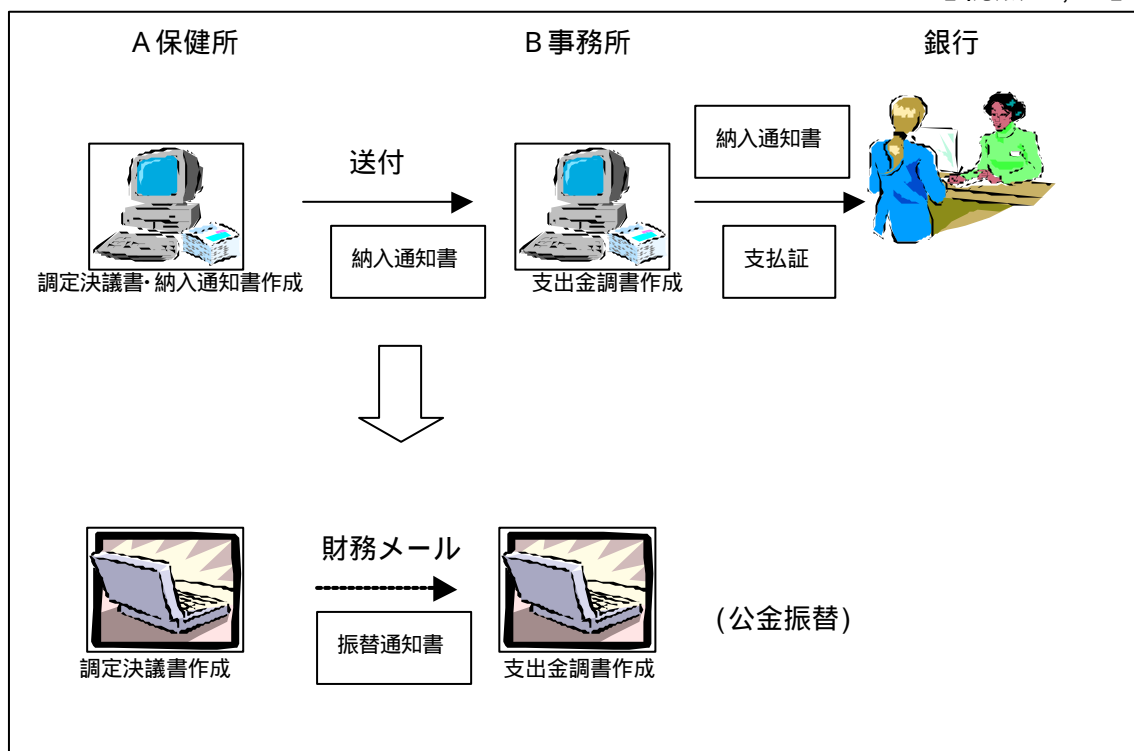 A保健所
B事務所
銀行
送付
納入通知書
納入通知書
支払証
調定決議書・納入通知書作成
支出金調書作成
財務メール
振替通知書
(公金振替)
調定決議書作成
支出金調書作成